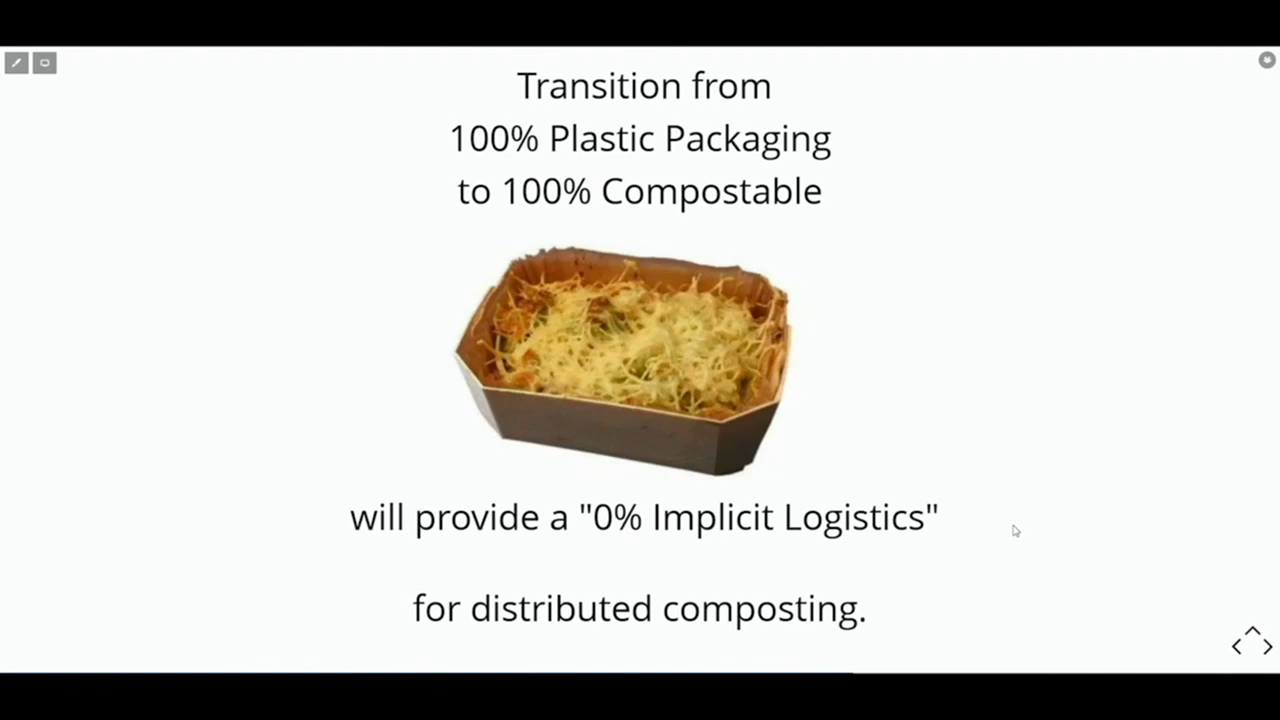 Transition from
100% Plastic Packaging
to 100% Compostable
will provide a "0% Implicit Logistics"
for distributed composting.